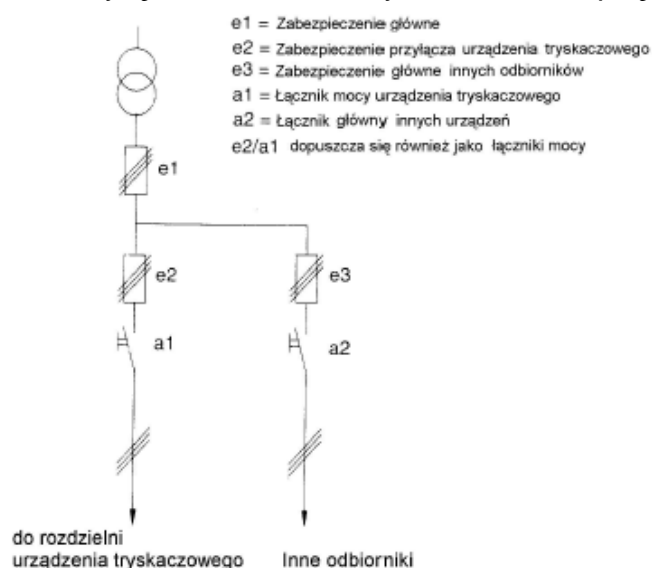 e1 = Zabezpieczenie główne
e2 = Zabezpieczenie przyłącza urządzenia tryskaczowego
e3 = Zabezpieczenie główne innych odbiorników
a1 = Łącznik mocy urządzenia tryskaczowego
a2 = Łącznik główny innych urządzeń
e2/a1 dopuszcza się również jako łączniki mocy
e1
e2
e3
a1
a2
do rozdzielni
urządzenia tryskaczowego
Inne odbiorniki